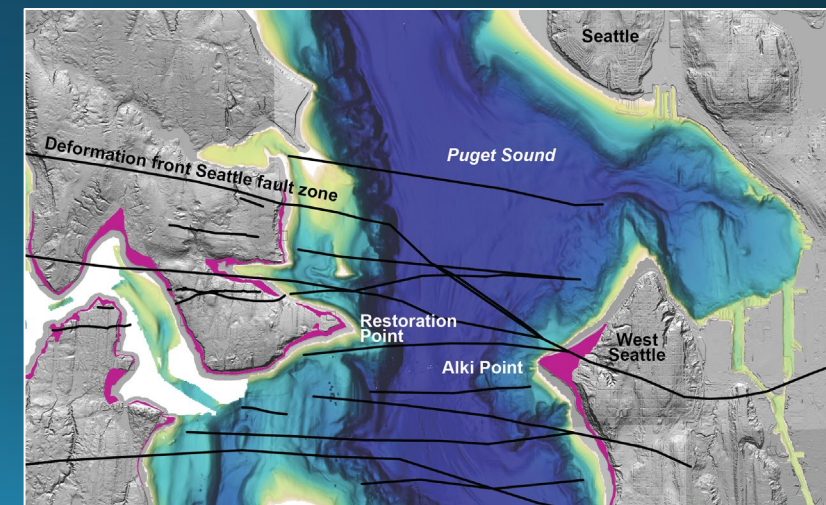 Seattle
Puget Sound
Deformation front Seattle fault zone
Restoration
Point
Alki Point
West
Seattle